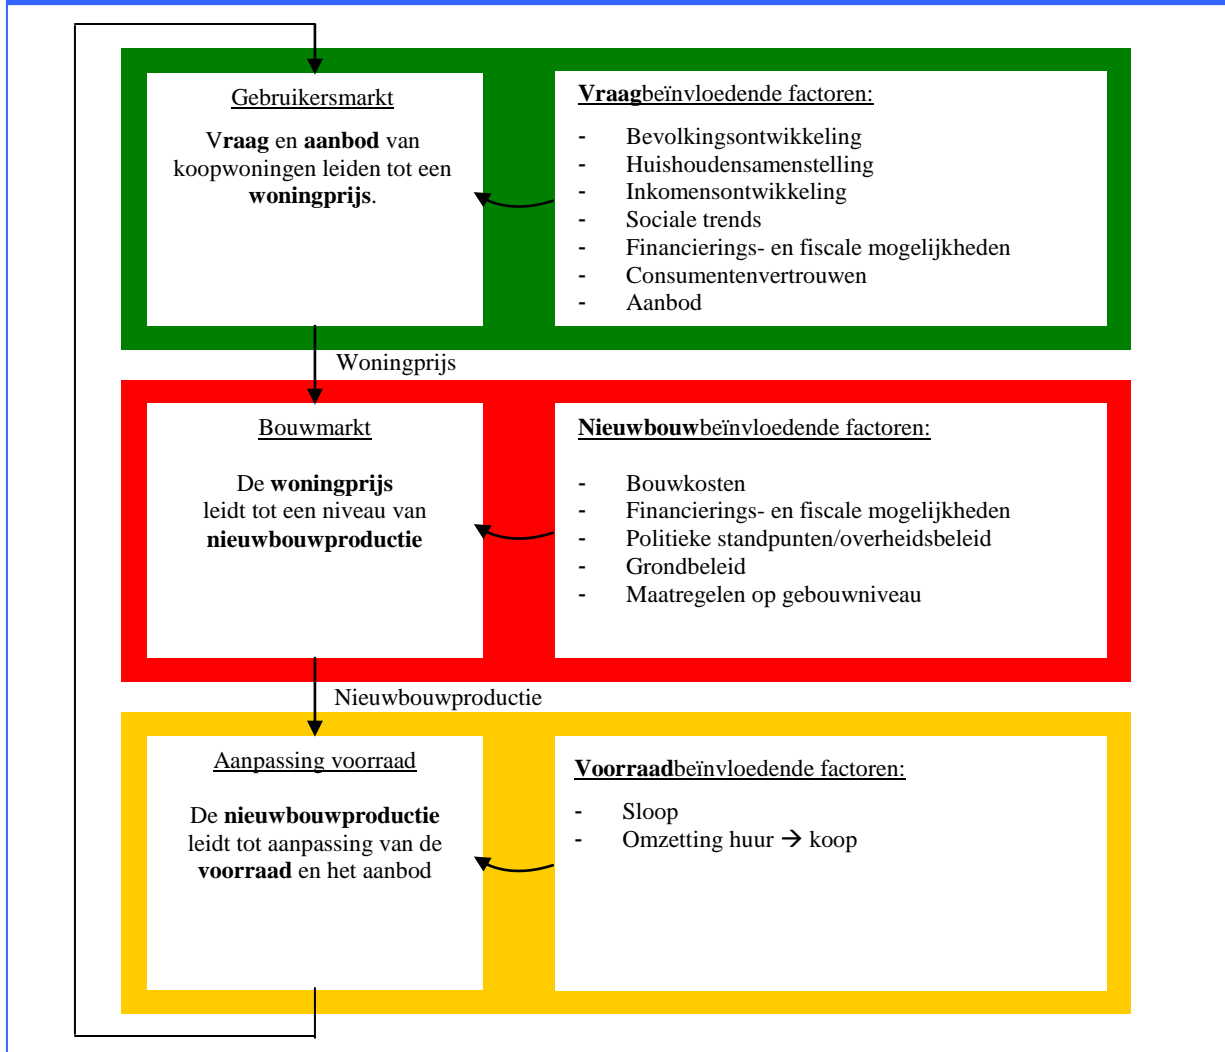 Gebruikersmarkt
Vraag en aanbod van
koopwoningen leiden tot een
woningprijs.
Vraagbeïnvloedende factoren:
- Bevolkingsontwikkeling
- Huishoudensamenstelling
- Inkomensontwikkeling
- Sociale trends
- Financierings- en fiscale mogelijkheden
- Consumentenvertrouwen
- Aanbod
Woningprijs
Bouwmarkt
De woningprijs
leidt tot een niveau van
nieuwbouwproductie
Nieuwbouwbeïnvloedende factoren:
- Bouwkosten
- Financierings- en fiscale mogelijkheden
- Politieke standpunten/overheidsbeleid
- Grondbeleid
- Maatregelen op gebouwniveau
Nieuwbouwproductie
Aanpassing voorraad
De nieuwbouwproductie
leidt tot aanpassing van de
voorraad en het aanbod
Voorraadbeïnvloedende factoren:
- Sloop
- Omzetting huur → koop